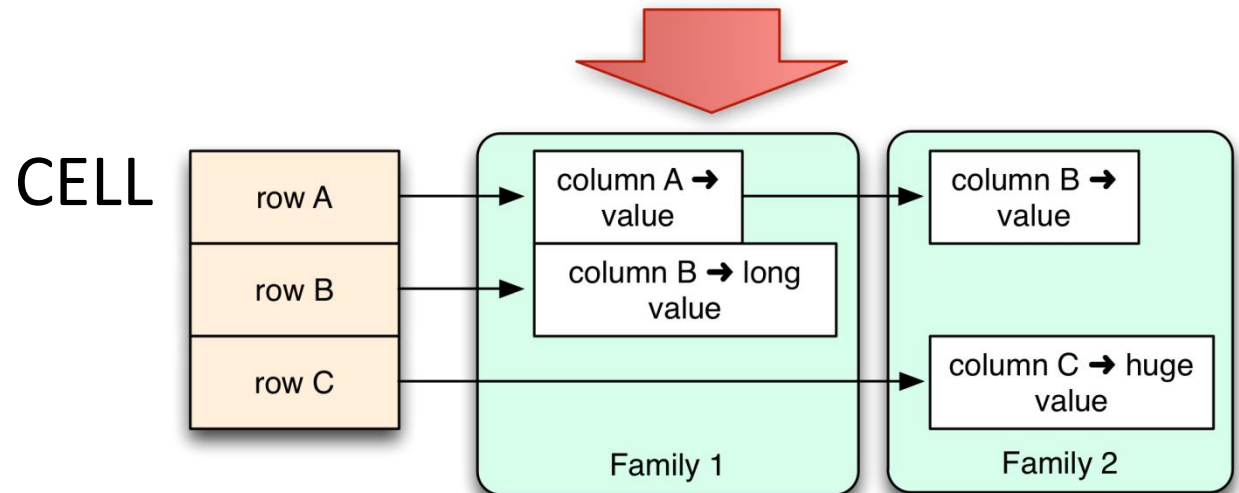 CELL
row A
column A ➔
value
column B ➔
value
row B
column B ➔ long
value
row C
column C ➔ huge
value
Family 1
Family 2